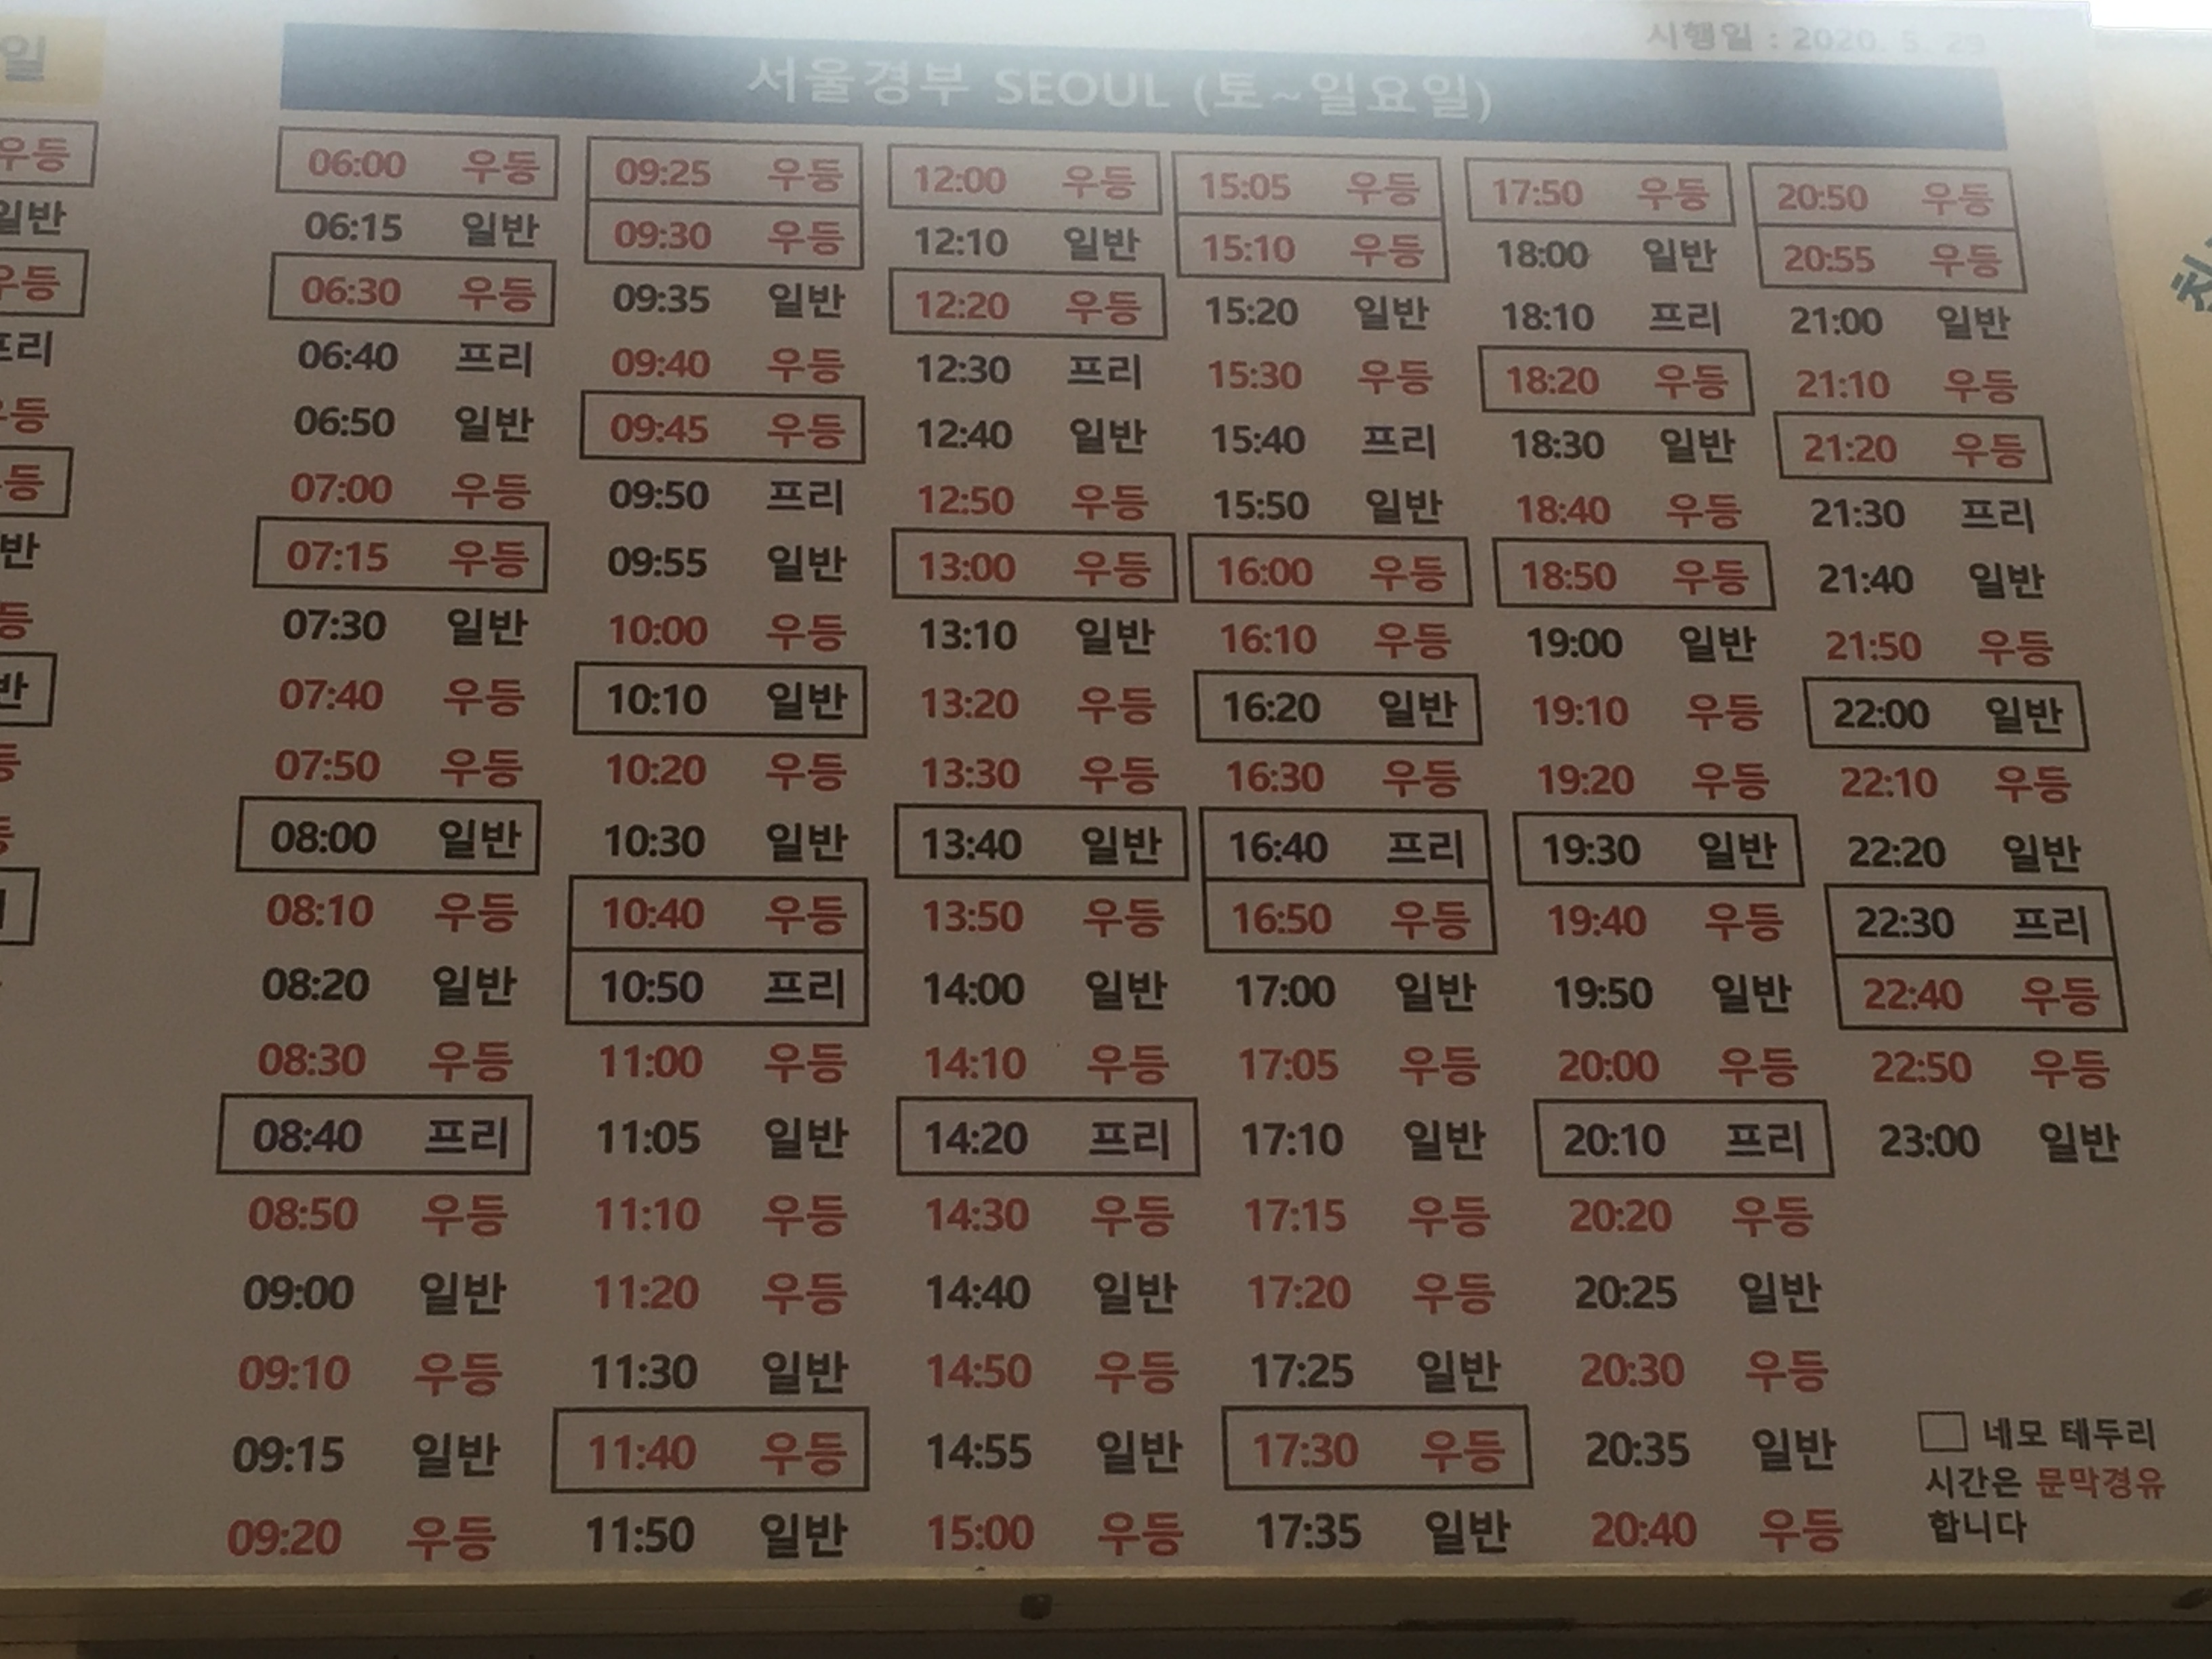 일
시행일 : 2020. 5. 29
서울경부 SEOUL (토~일요일)
우등 06:00 우등 09:25 우등 12:00 우등 15:05 우등 17:50 우등 20:50 우등
일반 06:15 일반 09:30 우등 12:10 일반 15:10 우등 18:00 일반 20:55 우등
우등 06:30 우등 09:35 일반 12:20 우등 15:20 일반 18:10 프리 21:00 일반
프리 06:40 프리 09:40 우등 12:30 프리 15:30 우등 18:20 우등 21:10 우등
등 06:50 일반 09:45 우등 12:40 일반 15:40 프리 18:30 일반 21:20 우등
등 07:00 우등 09:50 프리 12:50 우등 15:50 일반 18:40 우등 21:30 프리
반 07:15 우등 09:55 일반 13:00 우등 16:00 우등 18:50 우등 21:40 일반
등 07:30 일반 10:00 우등 13:10 일반 16:10 우등 19:00 일반 21:50 우등
반 07:40 우등 10:10 일반 13:20 우등 16:20 일반 19:10 우등 22:00 일반
등 07:50 우등 10:20 우등 13:30 우등 16:30 우등 19:20 우등 22:10 우등
08:00 일반 10:30 일반 13:40 일반 16:40 프리 19:30 일반 22:20 일반
08:10 우등 10:40 우등 13:50 우등 16:50 우등 19:40 우등 22:30 프리
08:20 일반 10:50 프리 14:00 일반 17:00 일반 19:50 일반 22:40 우등
08:30 우등 11:00 우등 14:10 우등 17:05 우등 20:00 우등 22:50 우등
08:40 프리 11:05 일반 14:20 프리 17:10 일반 20:10 프리 23:00 일반
08:50 우등 11:10 우등 14:30 우등 17:15 우등 20:20 우등
09:00 일반 11:20 우등 14:40 일반 17:20 우등 20:25 일반
09:10 우등 11:30 일반 14:50 우등 17:25 일반 20:30 우등
09:15 일반 11:40 우등 14:55 일반 17:30 우등 20:35 일반
09:20 우등 11:50 일반 15:00 우등 17:35 일반 20:40 우등
네모 테두리
시간은 문막경유
합니다